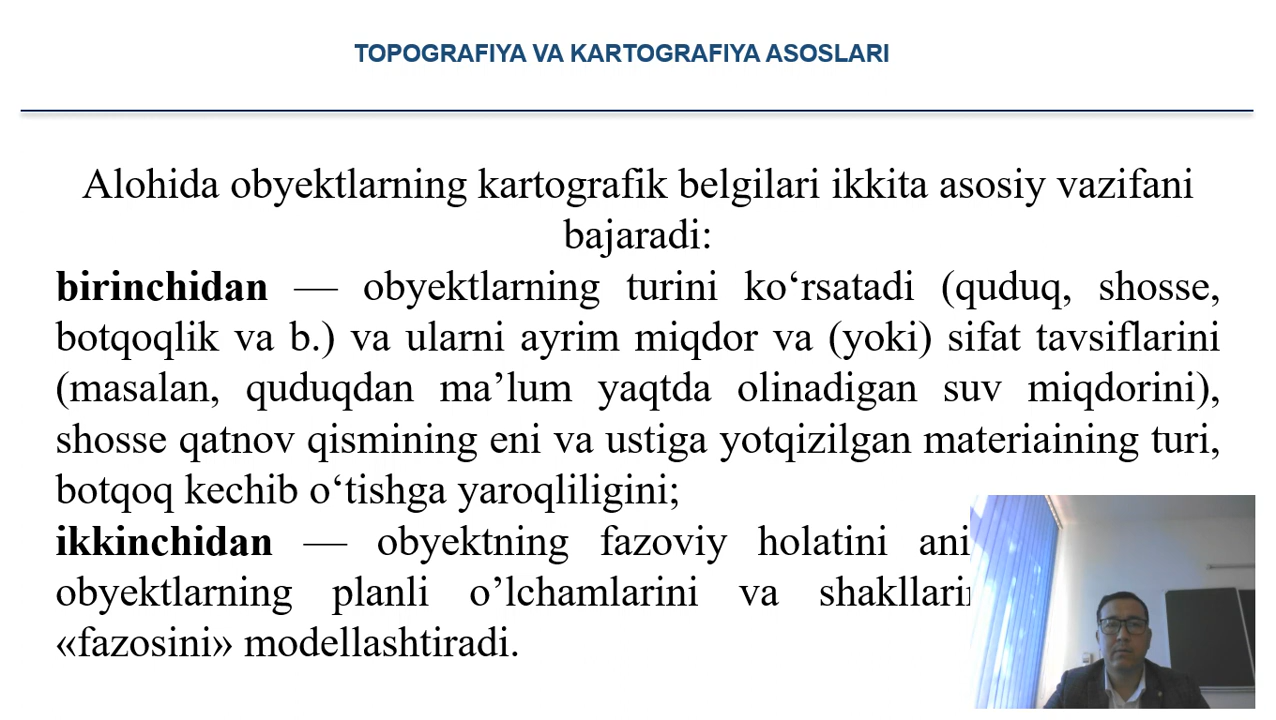 TOPOGRAFIYA VA KARTOGRAFIYA ASOSLARI
Alohida obyektlarning kartografik belgilari ikkita asosiy vazifani
bajaradi:
birinchidan — obyektlarning turini ko‘rsatadi (quduq, shosse,
botqoqlik va b.) va ularni ayrim miqdor va (yoki) sifat tavsiflarini
(masalan, quduqdan ma’lum yaqtda olinadigan suv miqdorini),
shosse qatnov qismining eni va ustiga yotqizilgan materiaining turi,
botqoq kechib o‘tishga yaroqliligini;
ikkinchidan — obyektning fazoviy holatini
obyektlarning planli o’lchamlarini va
«fazosini» modellashtiradi.